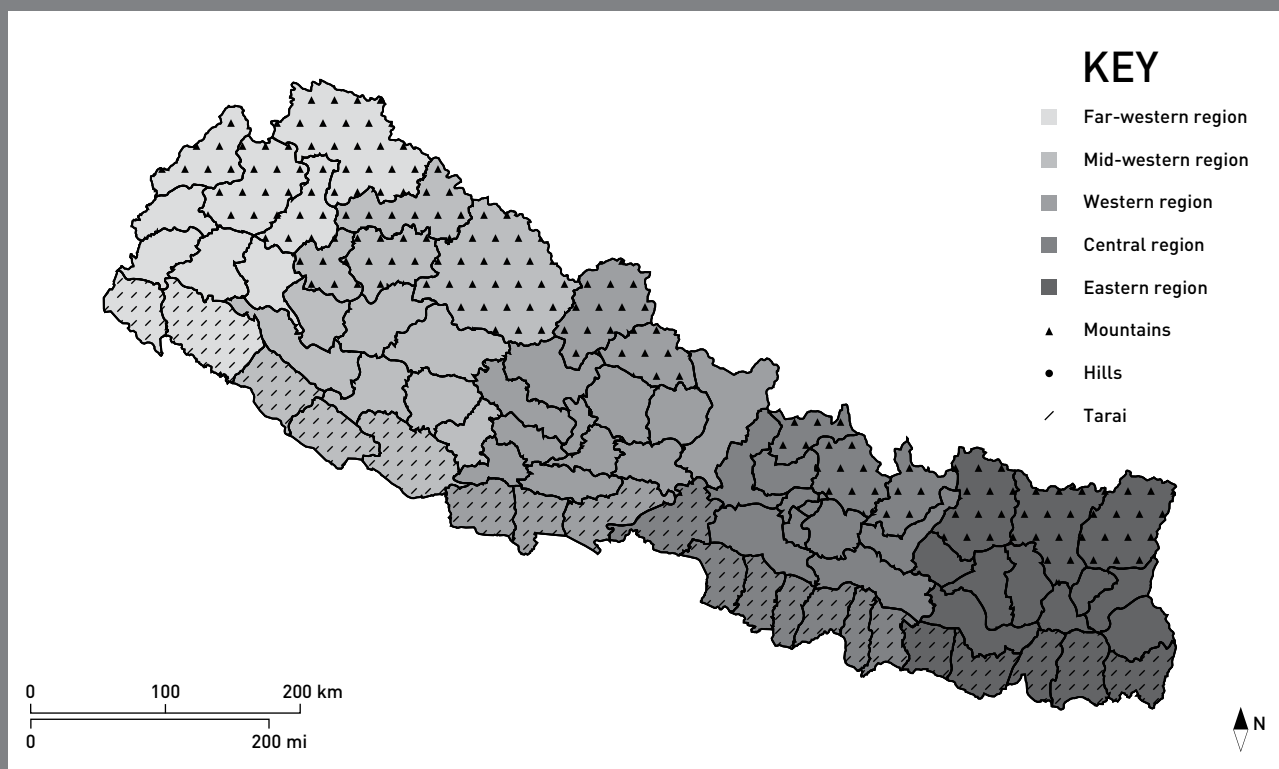 KEY
Far-western region
Mid-western region
Western region
Central region
Eastern region
Mountains
Hills
Tarai
0 100 200 km
0 200 mi
N